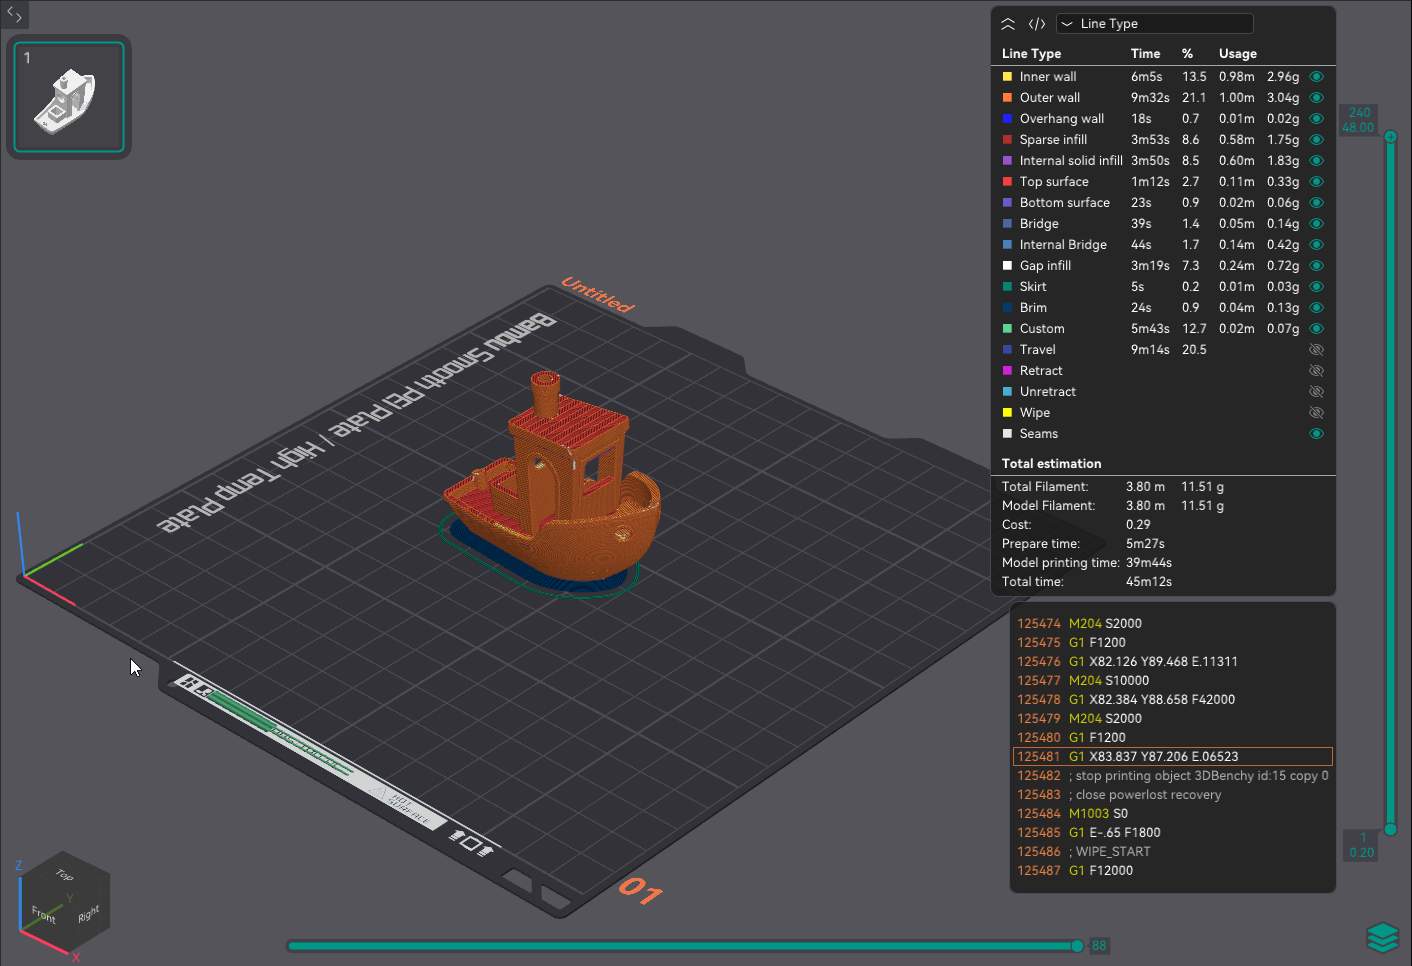 1
Line Type
Line Type Time % Usage
Inner wall 6m5s 13.5 0.98m 2.96g
Outer wall 9m32s 21.1 1.00m 3.04g
Overhang wall 18s 0.7 0.01m 0.02g
Sparse infill 3m53s 8.6 0.58m 1.75g
Internal solid infill 3m50s 8.5 0.60m 1.83g
Top surface 1m12s 2.7 0.11m 0.33g
Bottom surface 23s 0.9 0.02m 0.06g
Bridge 39s 1.4 0.05m 0.14g
Internal Bridge 44s 1.7 0.14m 0.42g
Gap infill 3m19s 7.3 0.24m 0.72g
Skirt 5s 0.2 0.01m 0.03g
Brim 24s 0.9 0.04m 0.13g
Custom 5m43s 12.7 0.02m 0.07g
Travel 9m14s 20.5
Retract
Unretract
Wipe
Seams
Total estimation
Total Filament: 3.80 m 11.51 g
Model Filament: 3.80 m 11.51 g
Cost: 0.29
Prepare time: 5m27s
Model printing time: 39m44s
Total time: 45m12s
240
48.00
Untitled
Bambu Smooth PEI Plate / High Temp Plate
HOT
SURFACE
01
125474 M204 S2000
125475 G1 F1200
125476 G1 X82.126 Y89.468 E.11311
125477 M204 S10000
125478 G1 X82.384 Y88.658 F42000
125479 M204 S2000
125480 G1 F1200
125481 G1 X83.837 Y87.206 E.06523
125482 ; stop printing object 3DBenchy id:15 copy 0
125483 ; close powerlost recovery
125484 M1003 S0
125485 G1 E-.65 F1800
125486 ; WIPE_START
125487 G1 F12000
1
0.20
Z
Top
Y
Front
Right
X
88